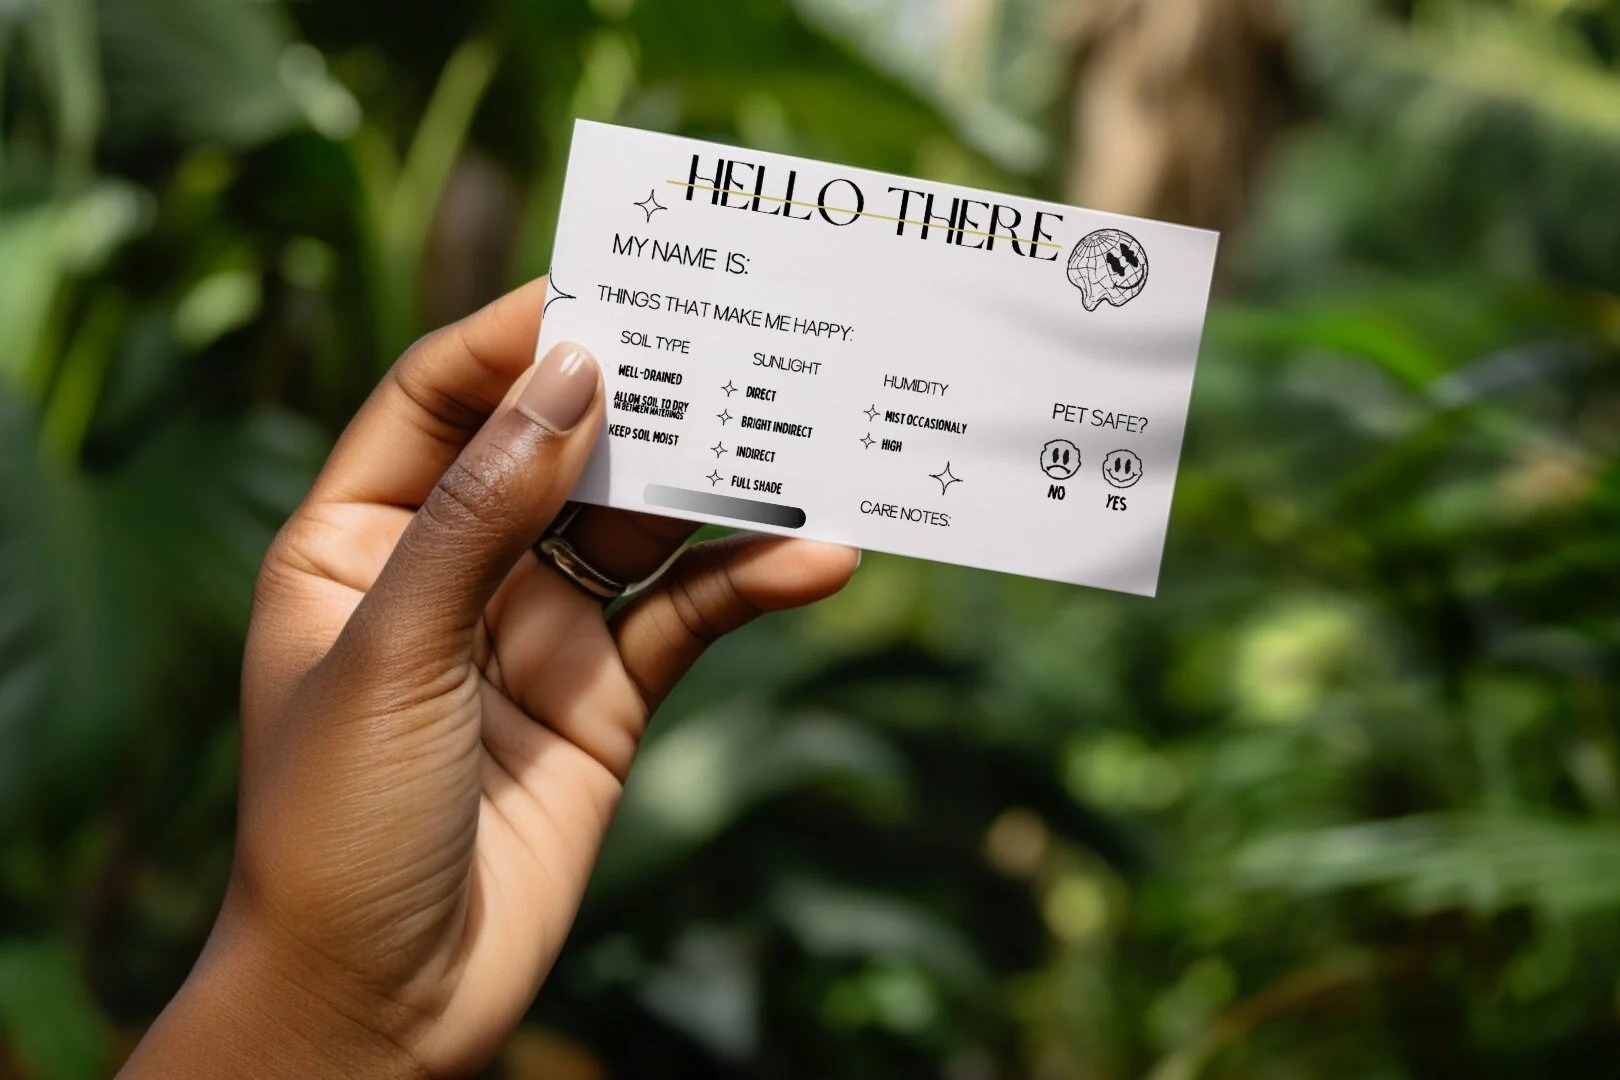 HELLO THERE
MY NAME IS:
THINGS THAT MAKE ME HAPPY:
SOIL TYPE
WELL-DRAINED
ALLOW SOIL TO DRY
IN BETWEEN WATERINGS
KEEP SOIL MOIST
SUNLIGHT
DIRECT
BRIGHT INDIRECT
INDIRECT
FULL SHADE
HUMIDITY
MIST OCCASIONALY
HIGH
CARE NOTES:
PET SAFE?
NO
YES